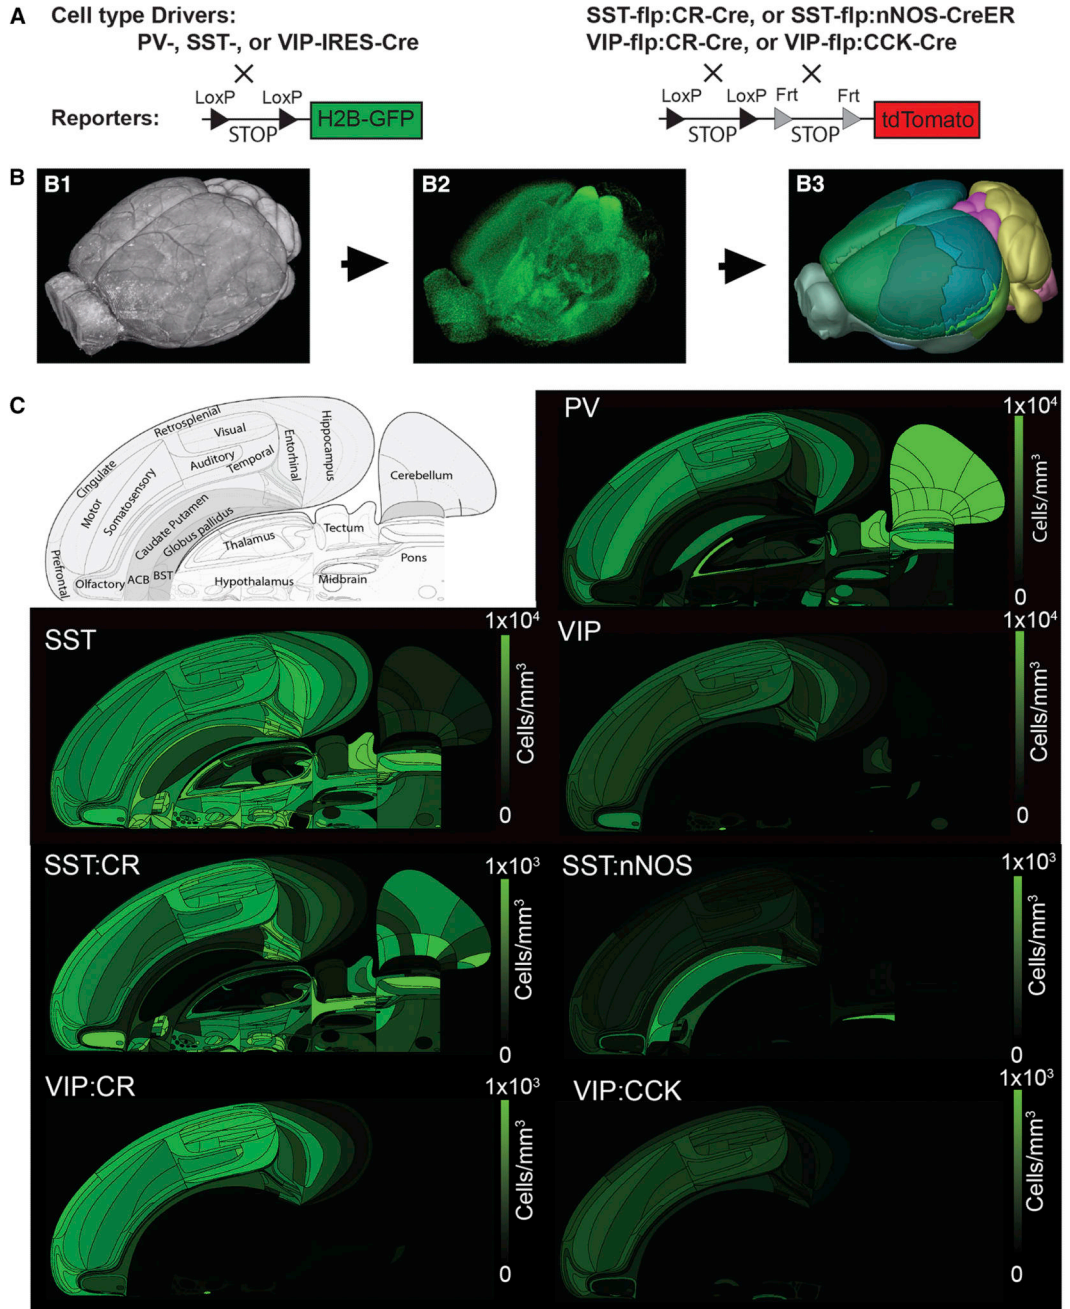 A
Cell type Drivers:
PV-, SST-, or VIP-IRES-Cre
SST-flp:CR-Cre, or SST-flp:nNOS-CreER
VIP-flp:CR-Cre, or VIP-flp:CCK-Cre
Reporters:
LoxP
LoxP
STOP
H2B-GFP
LoxP
LoxP
Frt
Frt
STOP
STOP
tdTomato
B
B1
B2
B3
C
Retrosplenial
Visual
Hippocampus
Entorhinal
Auditory
Temporal
Cingulate
Motor
Somatosensory
Cerebellum
Caudate Putamen
Globus pallidus
Tectum
Thalamus
Prefrontal
Olfactory
ACB
BST
Hypothalamus
Midbrain
Pons
PV
1x10⁴
Cells/mm³
0
SST
1x10⁴
Cells/mm³
0
VIP
1x10⁴
Cells/mm³
0
SST:CR
1x10³
Cells/mm³
0
SST:nNOS
1x10³
Cells/mm³
0
VIP:CR
1x10³
Cells/mm³
0
VIP:CCK
1x10³
Cells/mm³
0